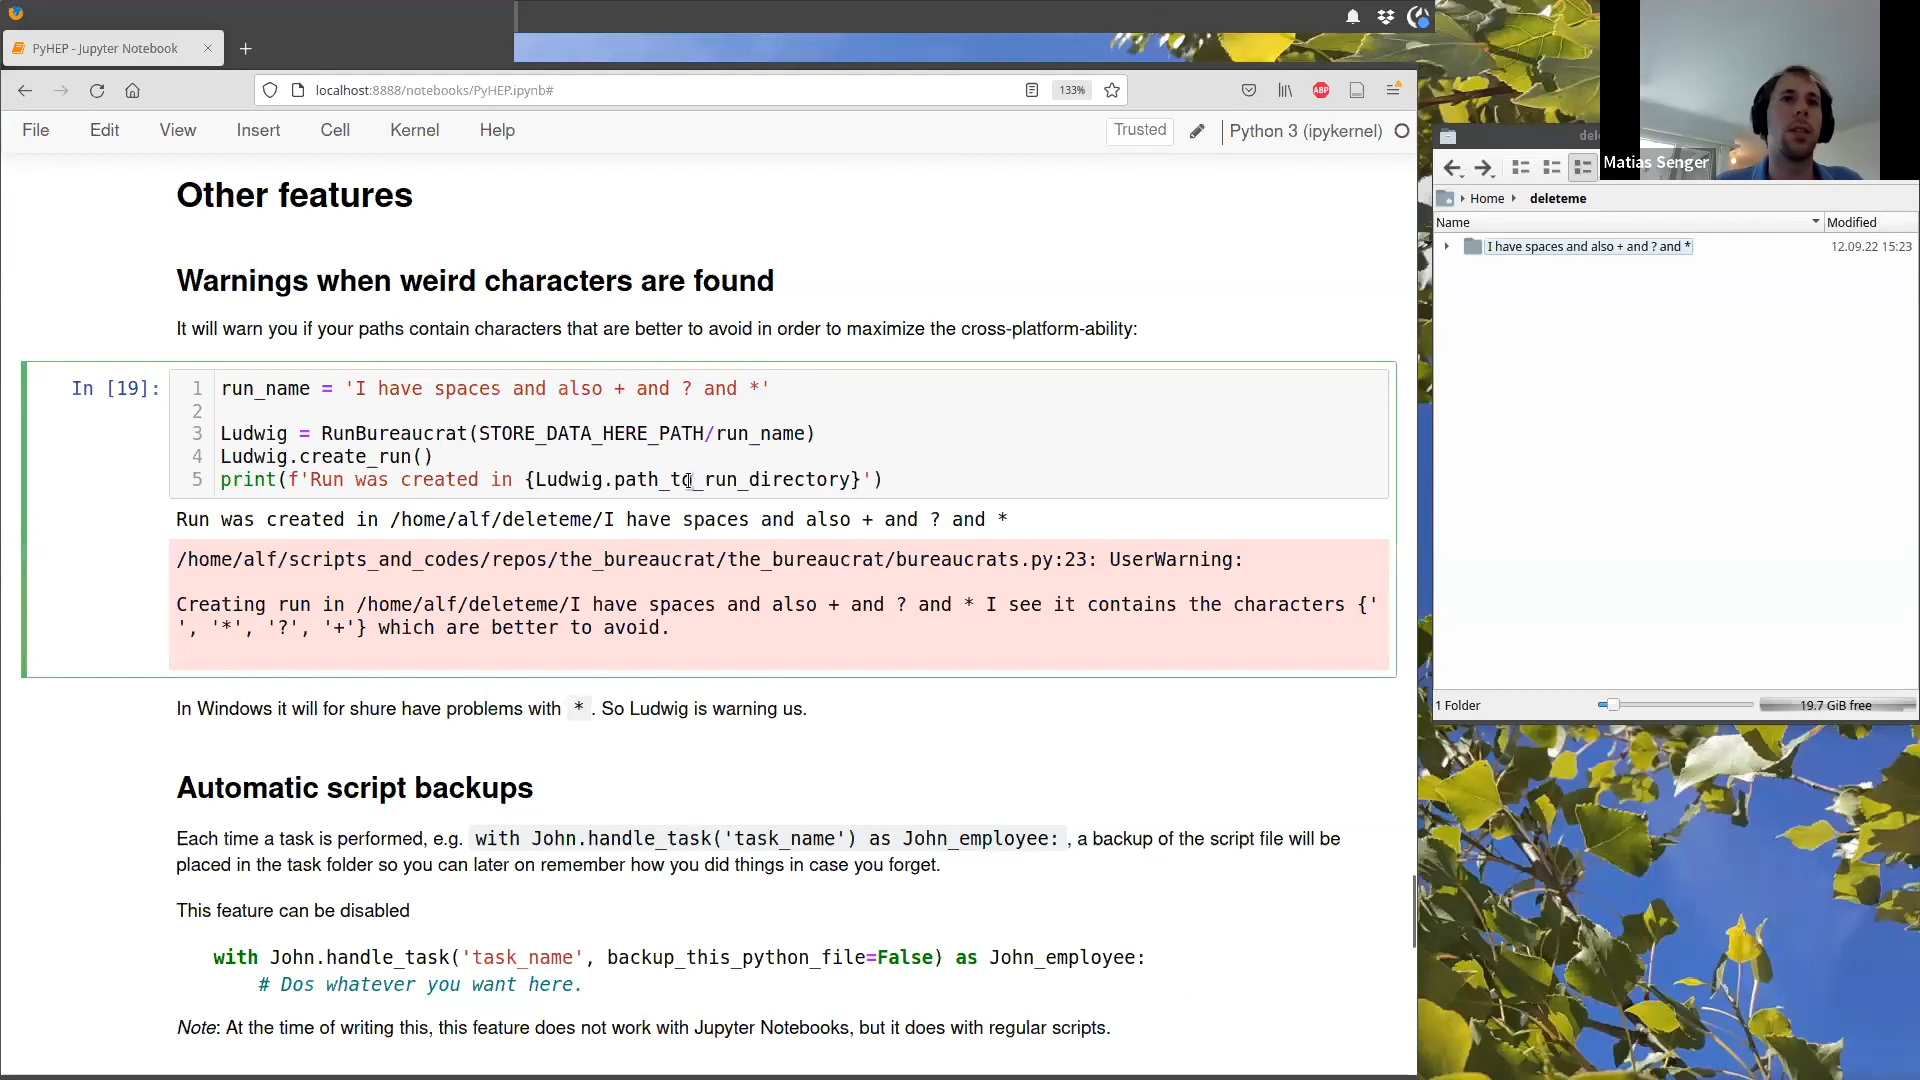 PyHEP - Jupyter Notebook
localhost:8888/notebooks/PyHEP.ipynb#
133%
ABP
File Edit View Insert Cell Kernel Help
Trusted
Python 3 (ipykernel)
Other features
Warnings when weird characters are found
It will warn you if your paths contain characters that are better to avoid in order to maximize the cross-platform-ability:
In [19]:
1 run_name = 'I have spaces and also + and ? and *'
2
3 Ludwig = RunBureaucrat(STORE_DATA_HERE_PATH/run_name)
4 Ludwig.create_run()
5 print(f'Run was created in {Ludwig.path_to_run_directory}')
Run was created in /home/alf/deleteme/I have spaces and also + and ? and *
/home/alf/scripts_and_codes/repos/the_bureaucrat/the_bureaucrat/bureaucrats.py:23: UserWarning:
Creating run in /home/alf/deleteme/I have spaces and also + and ? and * I see it contains the characters {'
', '*', '?', '+'} which are better to avoid.
In Windows it will for shure have problems with * . So Ludwig is warning us.
Automatic script backups
Each time a task is performed, e.g. with John.handle_task('task_name') as John_employee: , a backup of the script file will be
placed in the task folder so you can later on remember how you did things in case you forget.
This feature can be disabled
with John.handle_task('task_name', backup_this_python_file=False) as John_employee:
# Dos whatever you want here.
Note: At the time of writing this, this feature does not work with Jupyter Notebooks, but it does with regular scripts.
Matias Senger
Home deleteme
Name Modified
I have spaces and also + and ? and * 12.09.22 15:23
1 Folder 19.7 GiB free